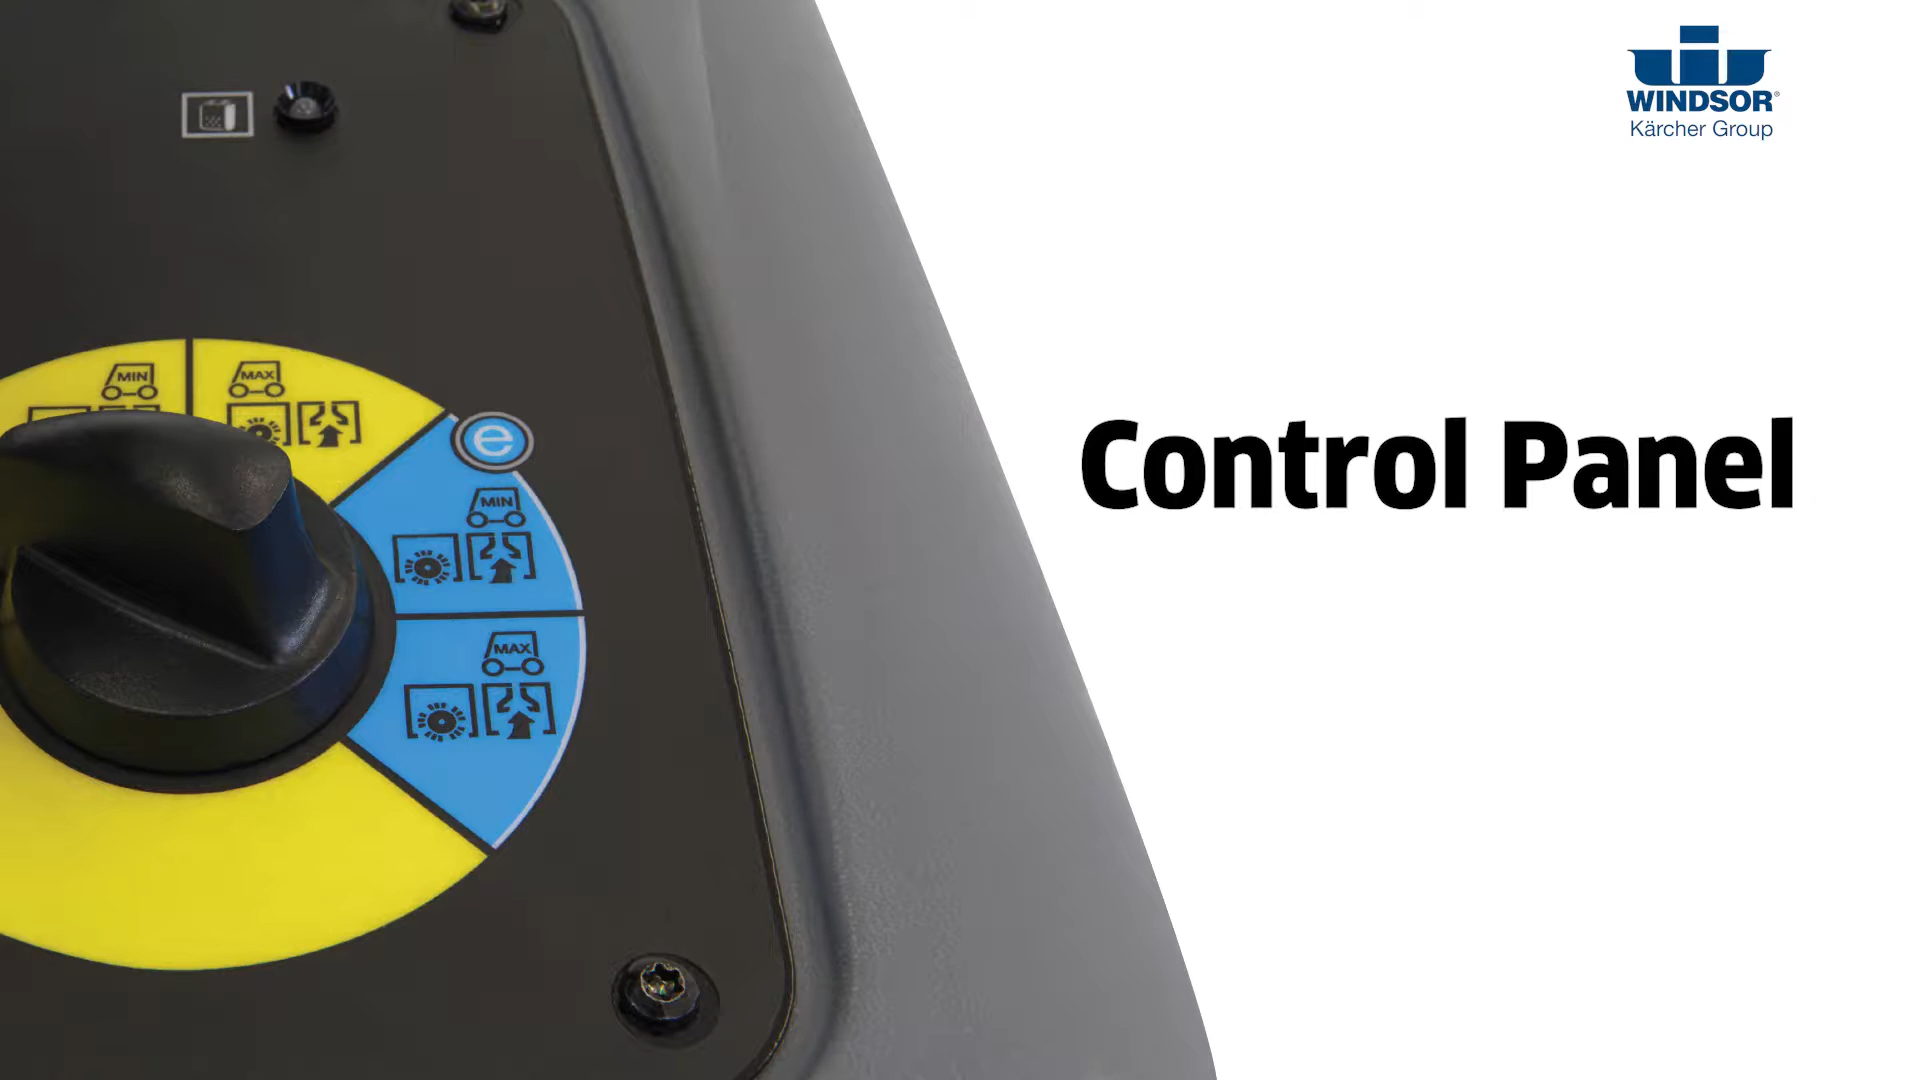 WINDSOR®
Kärcher Group
MIN
MAX
e
MIN
MAX
Control Panel